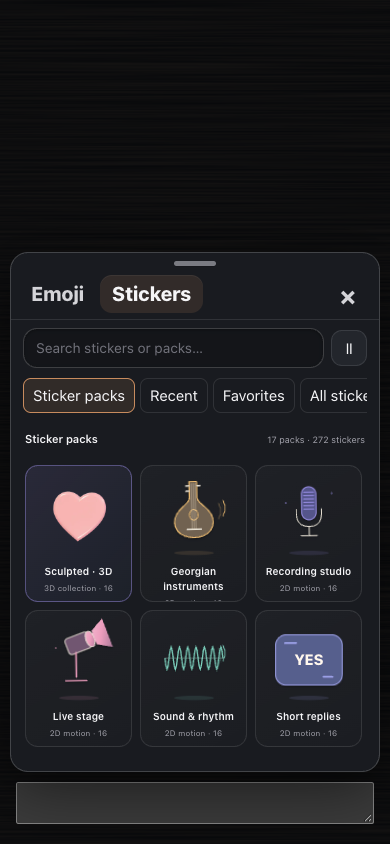 Emoji
Stickers
×
Search stickers or packs...
Sticker packs
Recent
Favorites
All sticke
Sticker packs
17 packs · 272 stickers
Sculpted · 3D
3D collection · 16
Georgian
instruments
Recording studio
2D motion · 16
Live stage
2D motion · 16
Sound & rhythm
2D motion · 16
YES
Short replies
2D motion · 16